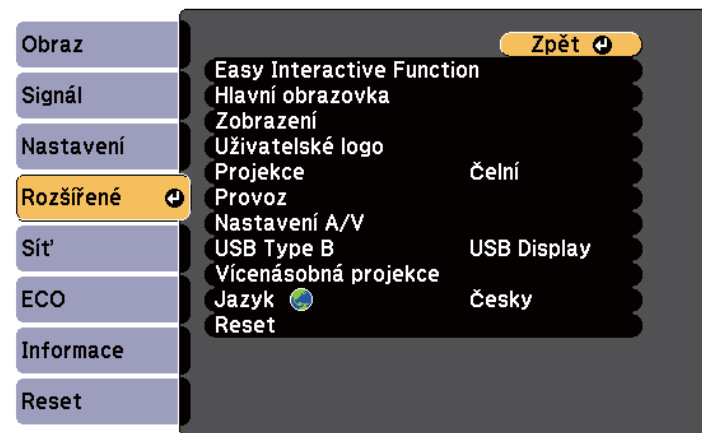 Obraz
Signál
Nastavení
Rozšířené
Síť
ECO
Informace
Reset
Zpět
Easy Interactive Function
Hlavní obrazovka
Zobrazení
Uživatelské logo
Projekce Čelní
Provoz
Nastavení A/V
USB Type B USB Display
Vícenásobná projekce
Jazyk Česky
Reset